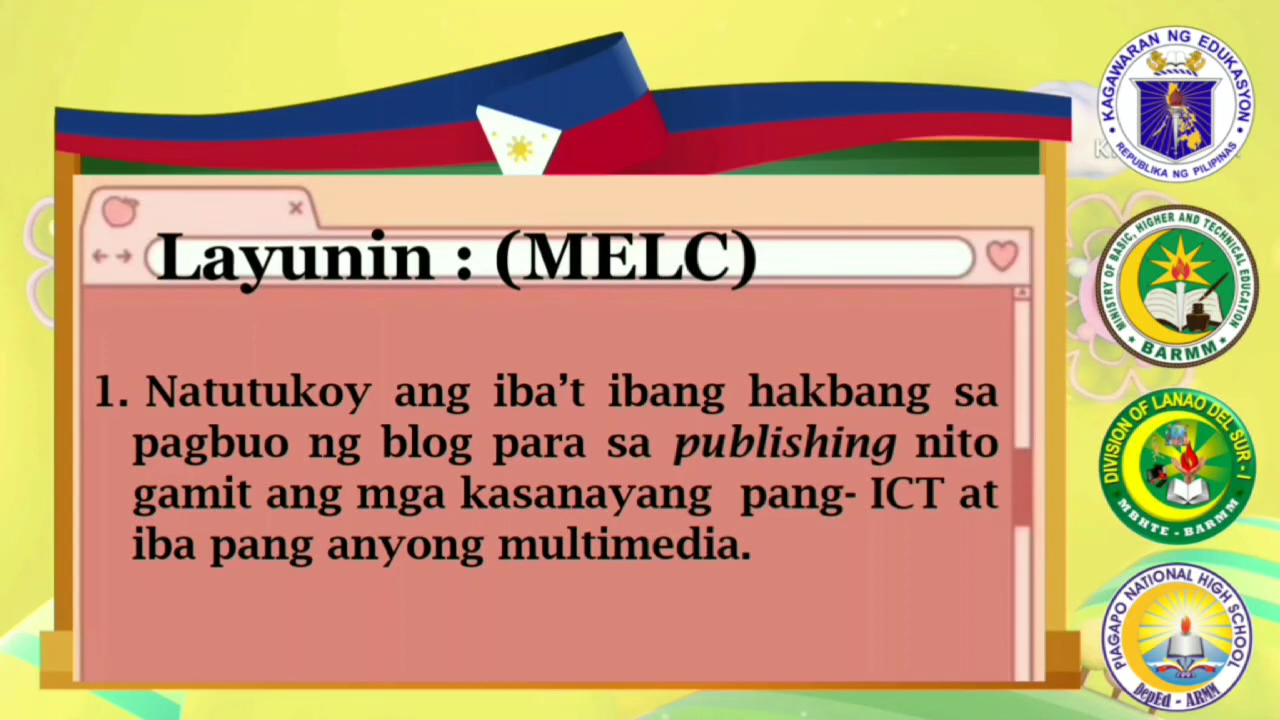 Layunin : (MELC)
1. Natutukoy ang iba't ibang hakbang sa
pagbuo ng blog para sa publishing nito
gamit ang mga kasanayang pang- ICT at
iba pang anyong multimedia.
KAGAWARAN NG EDUKASYON
REPUBLIKA NG PILIPINAS
MINISTRY OF BASIC, HIGHER AND TECHNICAL EDUCATION
BARMM
DIVISION OF LANAO DEL SUR - I
MBHTE - BARMM
PIAGAPO NATIONAL HIGH SCHOOL
DepEd - ARMM